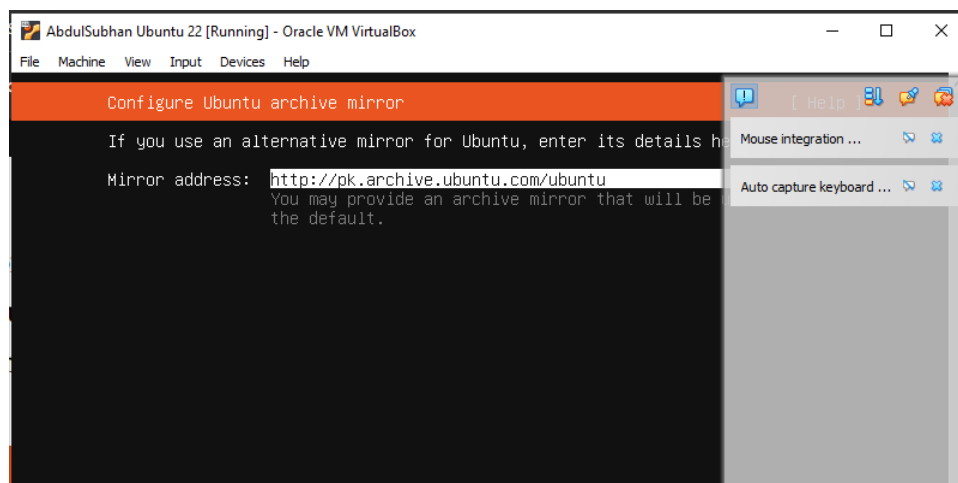 AbdulSubhan Ubuntu 22 [Running] - Oracle VM VirtualBox
File Machine View Input Devices Help
Configure Ubuntu archive mirror [ Help ]
If you use an alternative mirror for Ubuntu, enter its details he
Mouse integration ...
Mirror address: http://pk.archive.ubuntu.com/ubuntu
Auto capture keyboard ...
You may provide an archive mirror that will be
the default.